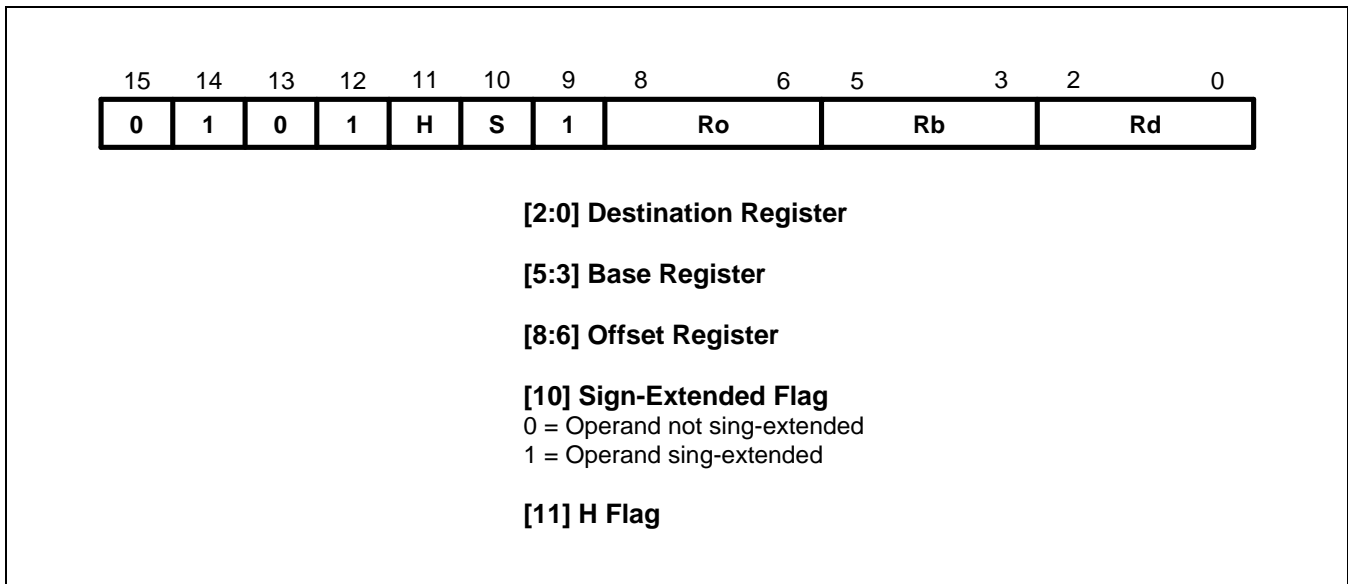 15 14 13 12 11 10 9 8 6 5 3 2 0
0 1 0 1 H S 1 Ro Rb Rd
[2:0] Destination Register
[5:3] Base Register
[8:6] Offset Register
[10] Sign-Extended Flag
0 = Operand not sing-extended
1 = Operand sing-extended
[11] H Flag